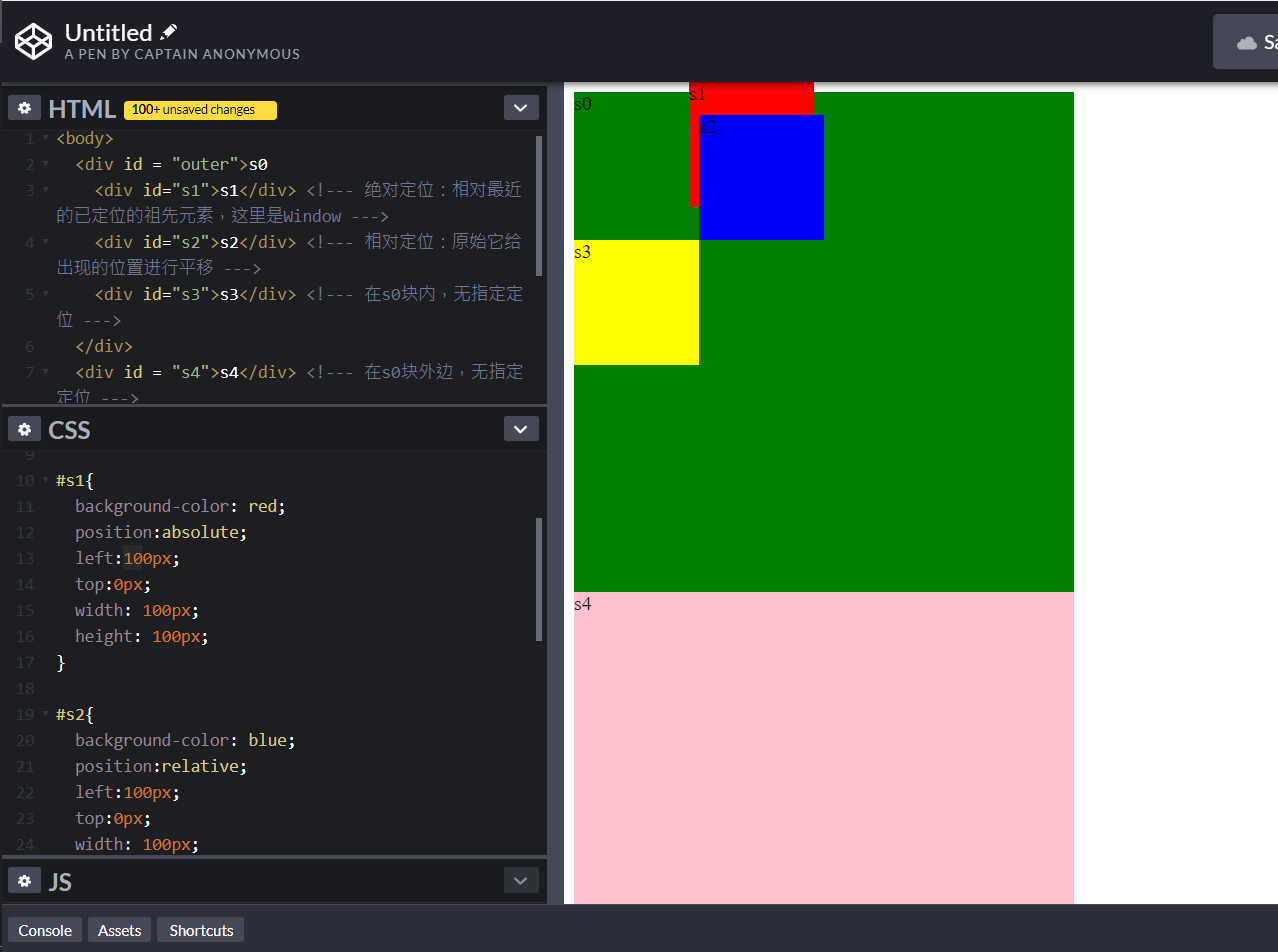 Untitled
A PEN BY CAPTAIN ANONYMOUS
HTML 100+ unsaved changes
1 <body>
2 <div id = "outer">s0
3 <div id="s1">s1</div> <!--- 绝对定位：相对最近
的已定位的祖先元素，这里是Window --->
4 <div id="s2">s2</div> <!--- 相对定位：原始它给
出现的位置进行平移 --->
5 <div id="s3">s3</div> <!--- 在s0块内，无指定定
位 --->
6 </div>
7 <div id = "s4">s4</div> <!--- 在s0块外边，无指定
定位 --->
CSS
9
10 #s1{
11 background-color: red;
12 position:absolute;
13 left:100px;
14 top:0px;
15 width: 100px;
16 height: 100px;
17 }
18
19 #s2{
20 background-color: blue;
21 position:relative;
22 left:100px;
23 top:0px;
24 width: 100px;
JS
Console Assets Shortcuts
s0
s1
s2
s3
s4